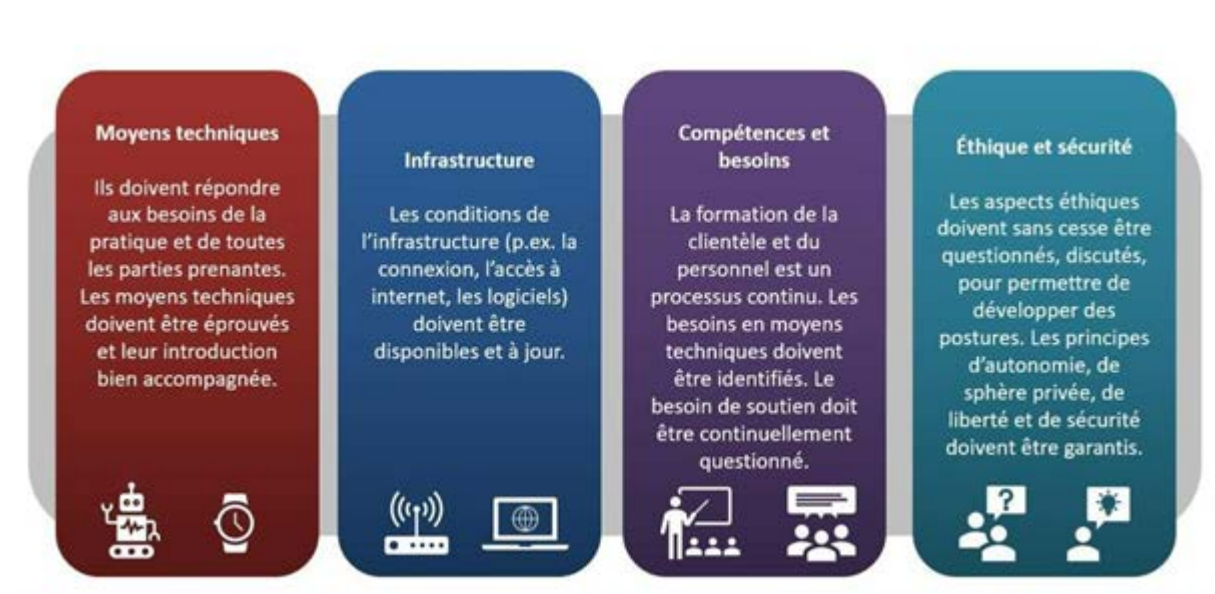 Moyens techniques
Ils doivent répondre
aux besoins de la
pratique et de toutes
les parties prenantes.
Les moyens techniques
doivent être éprouvés
et leur introduction
bien accompagnée.
Infrastructure
Les conditions de
l'infrastructure (p.ex. la
connexion, l'accès à
internet, les logiciels)
doivent être
disponibles et à jour.
Compétences et
besoins
La formation de la
clientèle et du
personnel est un
processus continu. Les
besoins en moyens
techniques doivent
être identifiés. Le
besoin de soutien doit
être continuellement
questionné.
Éthique et sécurité
Les aspects éthiques
doivent sans cesse être
questionnés, discutés,
pour permettre de
développer des
postures. Les principes
d'autonomie, de
sphère privée, de
liberté et de sécurité
doivent être garantis.
?